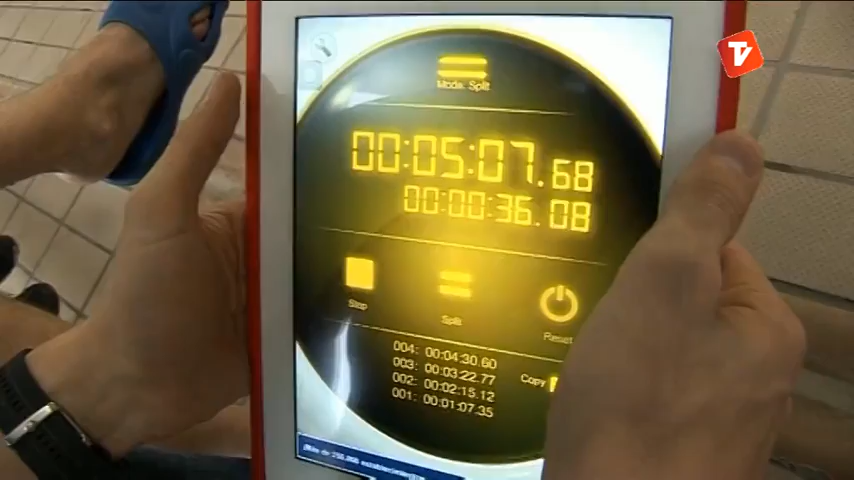 TV
Mode: Split
00:05:07.68
00:00:36.08
Stop
Split
Reset
004: 00:04:30.60
003: 00:03:22.77
002: 00:02:15.12
001: 00:01:07.35
Copy